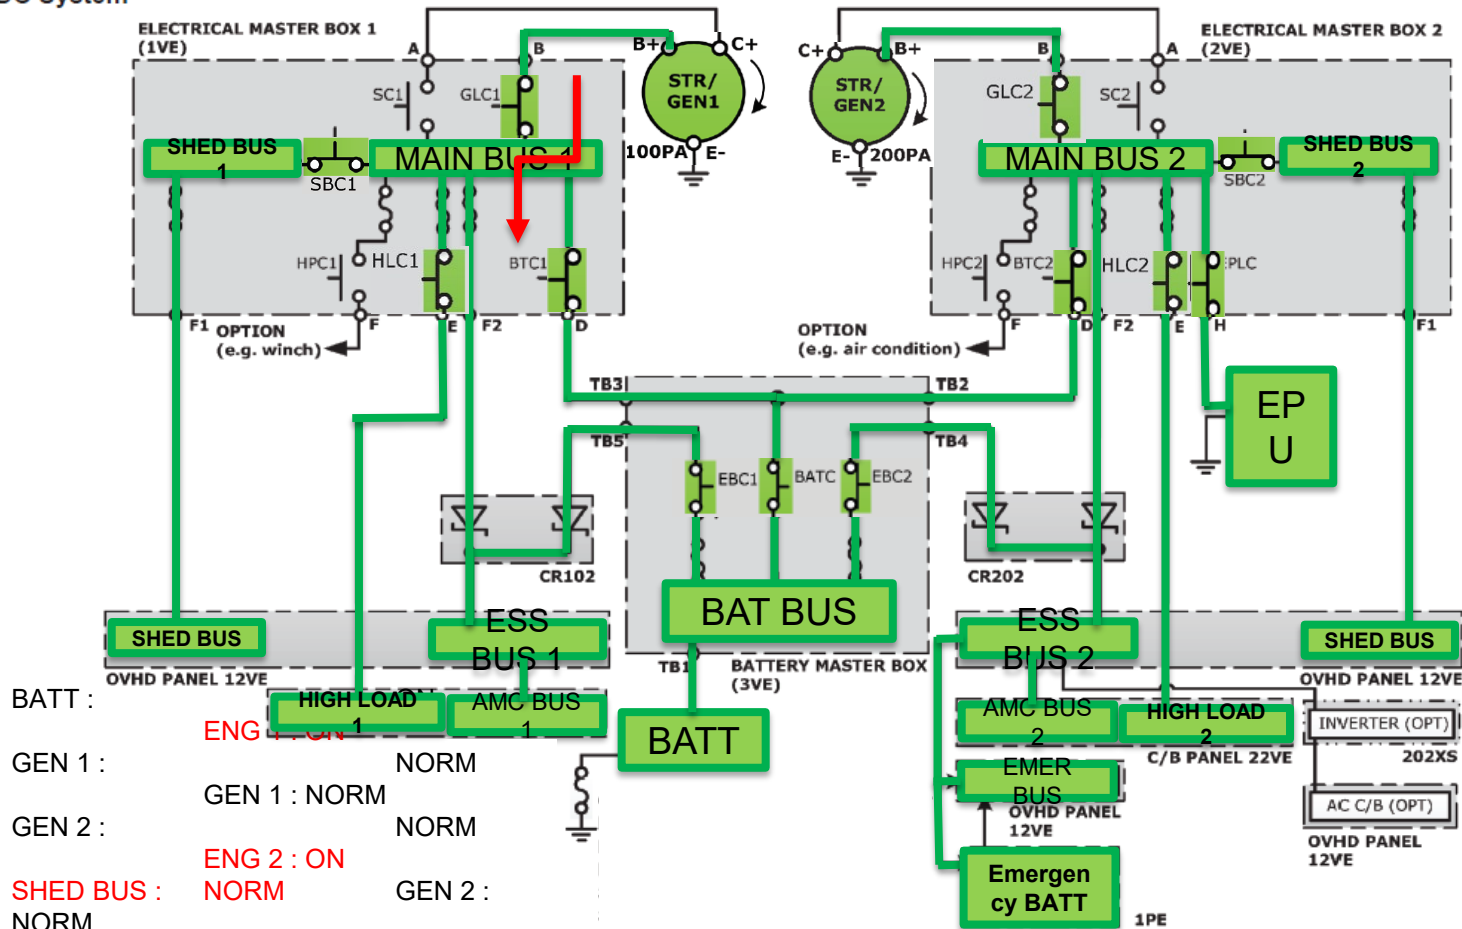 DC System
ELECTRICAL MASTER BOX 1
(1VE)
ELECTRICAL MASTER BOX 2
(2VE)
A
B
B+
C+
C+
B+
B
A
STR/
GEN1
STR/
GEN2
SC1
GLC1
GLC2
SC2
SHED BUS
1
MAIN BUS 1
100PA
E-
E-
200PA
MAIN BUS 2
SHED BUS
2
SBC1
SBC2
HPC1
HLC1
BTC1
HPC2
BTC2
HLC2
EPLC
F1
OPTION
(e.g. winch)
F
E
F2
D
OPTION
(e.g. air condition)
F
D
F2
E
H
F1
TB3
TB2
TB5
TB4
EP
U
EBC1
BATC
EBC2
CR102
CR202
BAT BUS
SHED BUS
ESS
BUS 1
ESS
BUS 2
SHED BUS
OVHD PANEL 12VE
TB1
BATTERY MASTER BOX
(3VE)
OVHD PANEL 12VE
BATT :
HIGH LOAD
1
AMC BUS
1
BATT
AMC BUS
2
HIGH LOAD
2
INVERTER (OPT)
ENG 1 : ON
C/B PANEL 22VE
202XS
GEN 1 :
NORM
EMER
BUS
GEN 1 : NORM
OVHD PANEL
12VE
AC C/B (OPT)
GEN 2 :
NORM
OVHD PANEL
12VE
ENG 2 : ON
SHED BUS :
NORM
GEN 2 :
NORM
Emergen
cy BATT
1PE